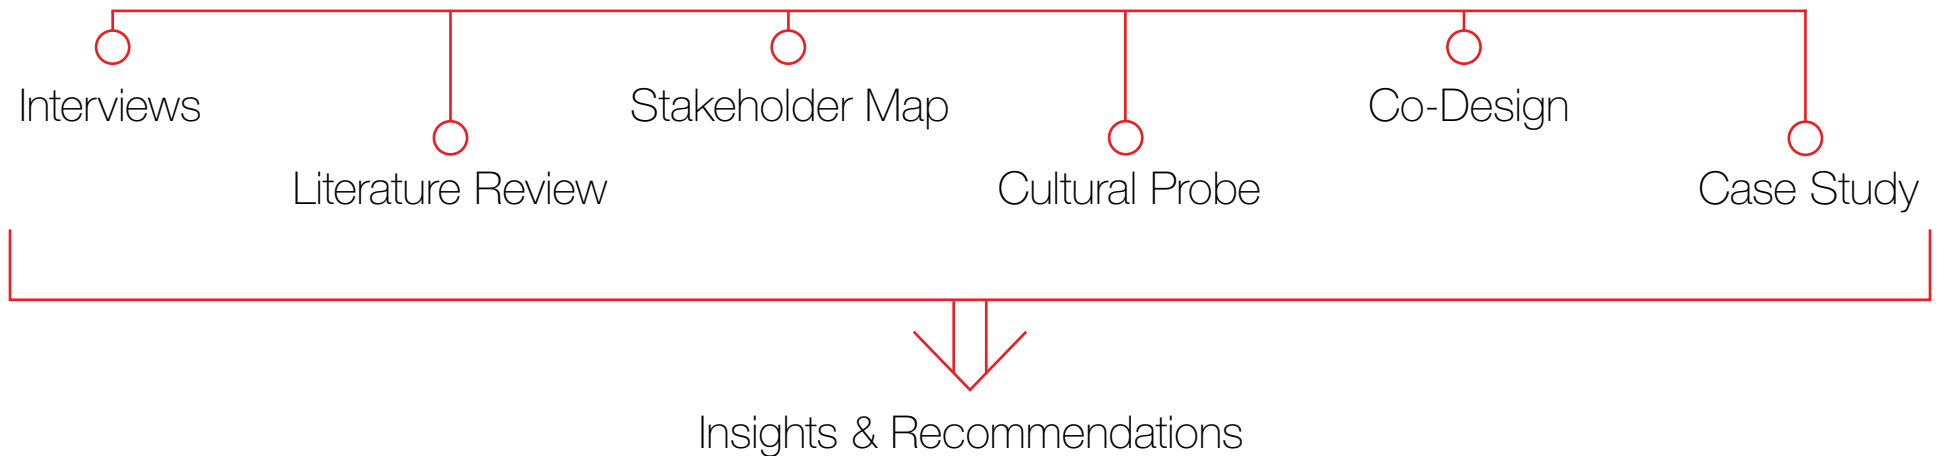 Interviews
Literature Review
Stakeholder Map
Cultural Probe
Co-Design
Case Study
Insights & Recommendations